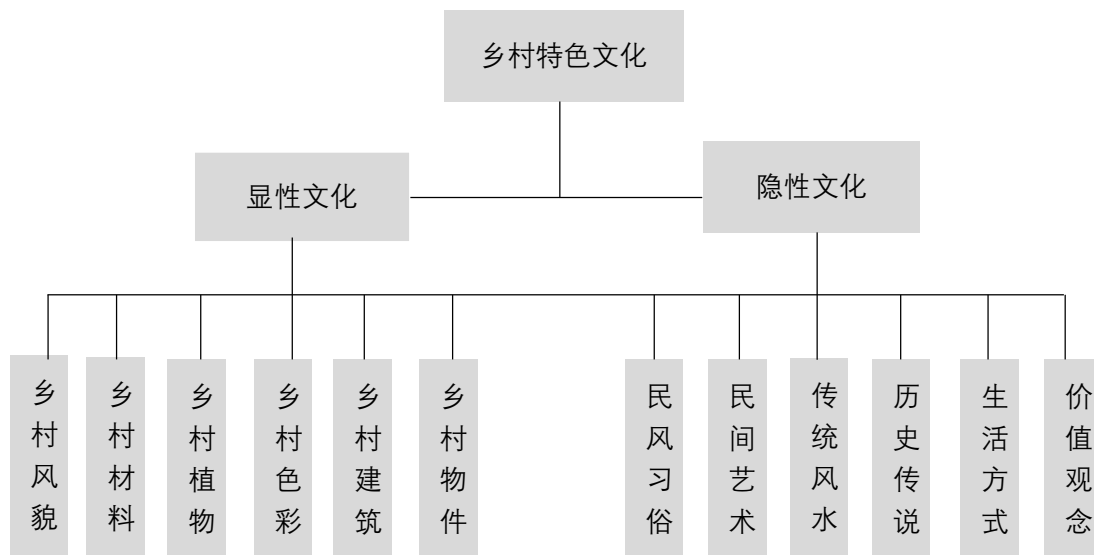 乡村特色文化
显性文化
隐性文化
乡村风貌
乡村材料
乡村植物
乡村色彩
乡村建筑
乡村物件
民风习俗
民间艺术
传统风水
历史传说
生活方式
价值观念